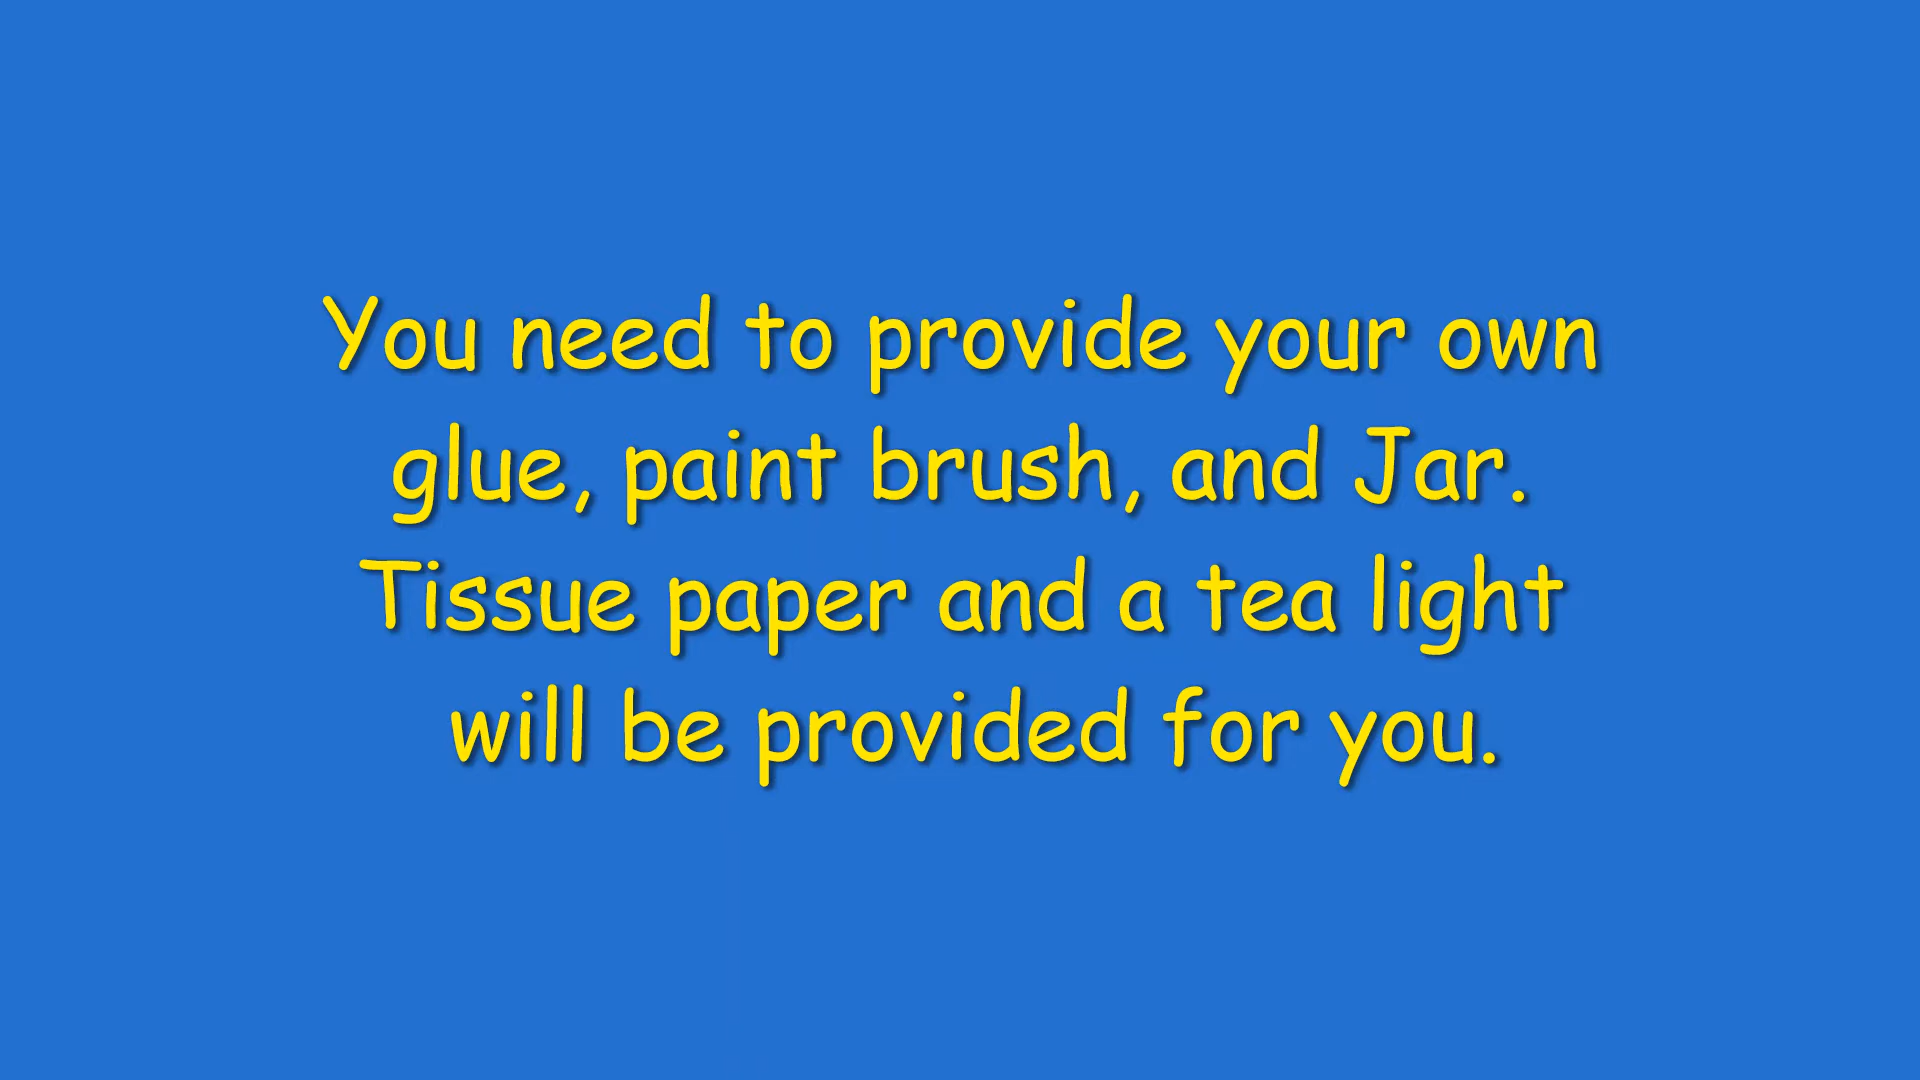 You need to provide your own
glue, paint brush, and Jar.
Tissue paper and a tea light
will be provided for you.